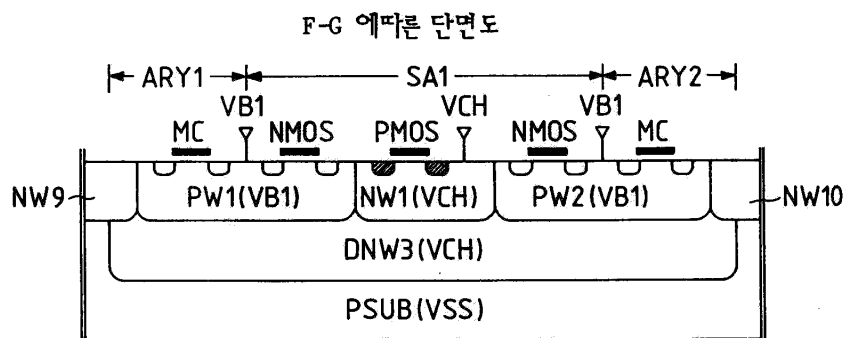 F-G 에따른 단면도
ARY1 SA1 ARY2
VB1 VCH VB1
MC NMOS PMOS NMOS MC
NW9 PW1(VB1) NW1(VCH) PW2(VB1) NW10
DNW3(VCH)
PSUB(VSS)